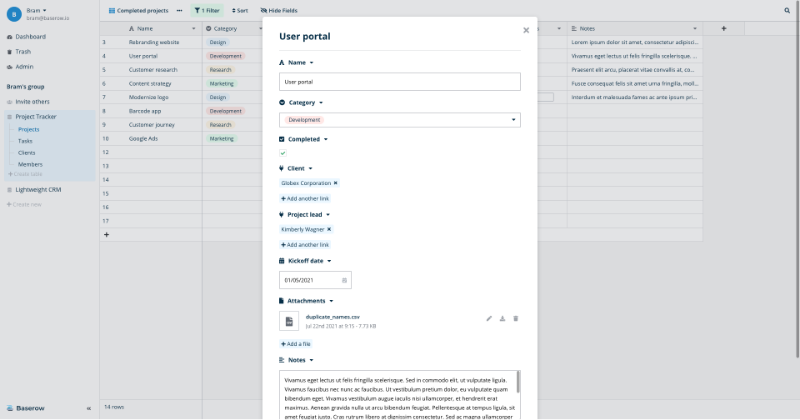 B
Bram
bram@baserow.io
Dashboard
Trash
Admin
Bram's group
Invite others
Project Tracker
Projects
Tasks
Clients
Members
+ Create table
Lightweight CRM
+ Create new
Baserow
«
Completed projects
1 Filter
Sort
Hide Fields
Name
Category
Notes
+
3 Rebranding website Design Lorem ipsum dolor sit amet, consectetur adipisci...
4 User portal Development Vivamus eget lectus ut felis fringilla scelerisque. ...
5 Customer research Research Praesent elit arcu, placerat vitae convallis at, co...
6 Content strategy Marketing Fusce convallis felis sit amet urna fringilla, moll...
7 Modernize logo Design Interdum et malesuada fames ac ante ipsum pri...
8 Barcode app Development
9 Customer journey Research
10 Google Ads Marketing
12
13
14
15
16
17
+
14 rows
User portal
Name
User portal
Category
Development
Completed
Client
Globex Corporation ×
+ Add another link
Project lead
Kimberly Wagner ×
+ Add another link
Kickoff date
01/05/2021
Attachments
duplicate_names.csv
Jul 22nd 2021 at 9:15 - 7.73 KB
+ Add a file
Notes
Vivamus eget lectus ut felis fringilla scelerisque. Sed in commodo elit, ut vulputate ligula.
Vivamus faucibus nec nunc ac faucibus. Ut vestibulum pretium dolor, eu vulputate quam
bibendum eget. Vivamus vestibulum augue iaculis nisi ullamcorper, et hendrerit erat
maximus. Aenean gravida nulla ut arcu bibendum feugiat. Pellentesque at tempus ligula, sit
amet feugiat justo. Cras rutrum libero at dignissim consectetur. Sed ac magna ullamcorper